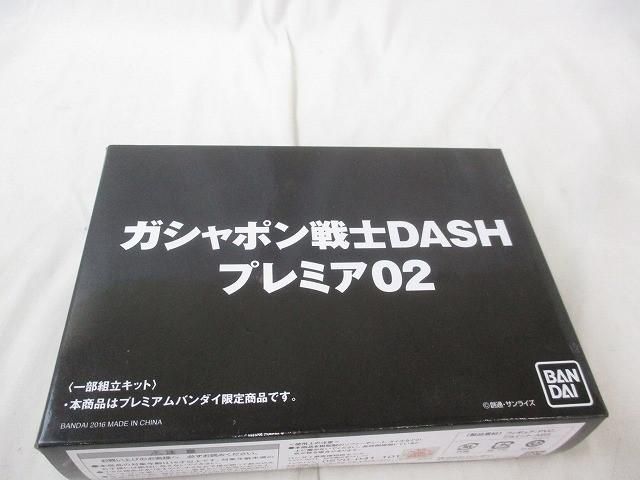 ガシャポン戦士DASH
プレミア02
〈一部組立キット〉
・本商品はプレミアムバンダイ限定商品です。
BANDAI 2016 MADE IN CHINA
©創通・サンライズ
BAN
DAI